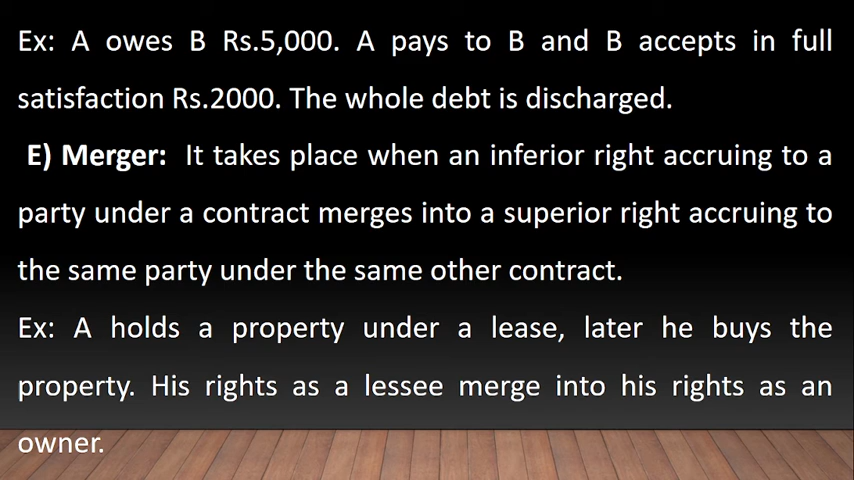 Ex: A owes B Rs.5,000. A pays to B and B accepts in full
satisfaction Rs.2000. The whole debt is discharged.
E) Merger: It takes place when an inferior right accruing to a
party under a contract merges into a superior right accruing to
the same party under the same other contract.
Ex: A holds a property under a lease, later he buys the
property. His rights as a lessee merge into his rights as an
owner.